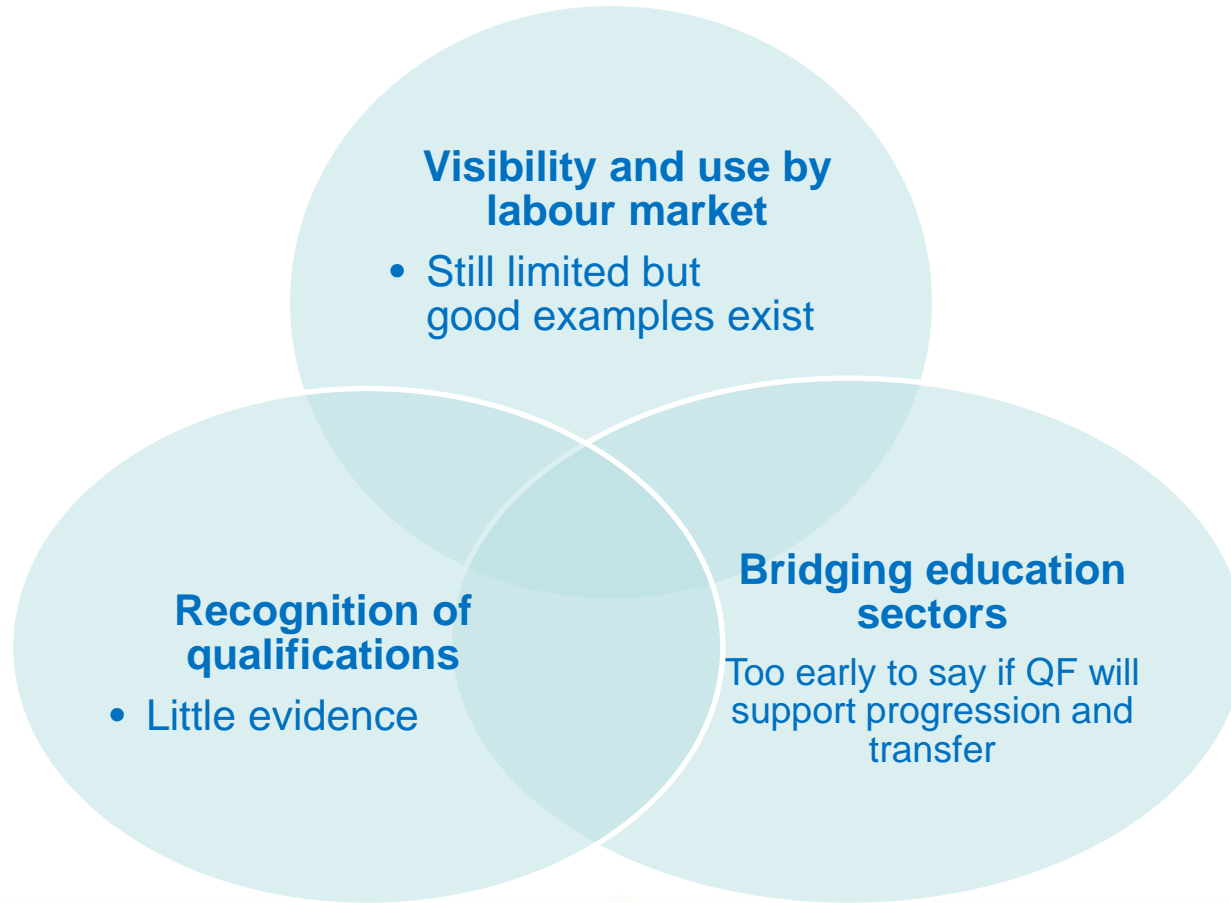 Visibility and use by
labour market
• Still limited but
good examples exist
Recognition of
qualifications
• Little evidence
Bridging education
sectors
Too early to say if QF will
support progression and
transfer